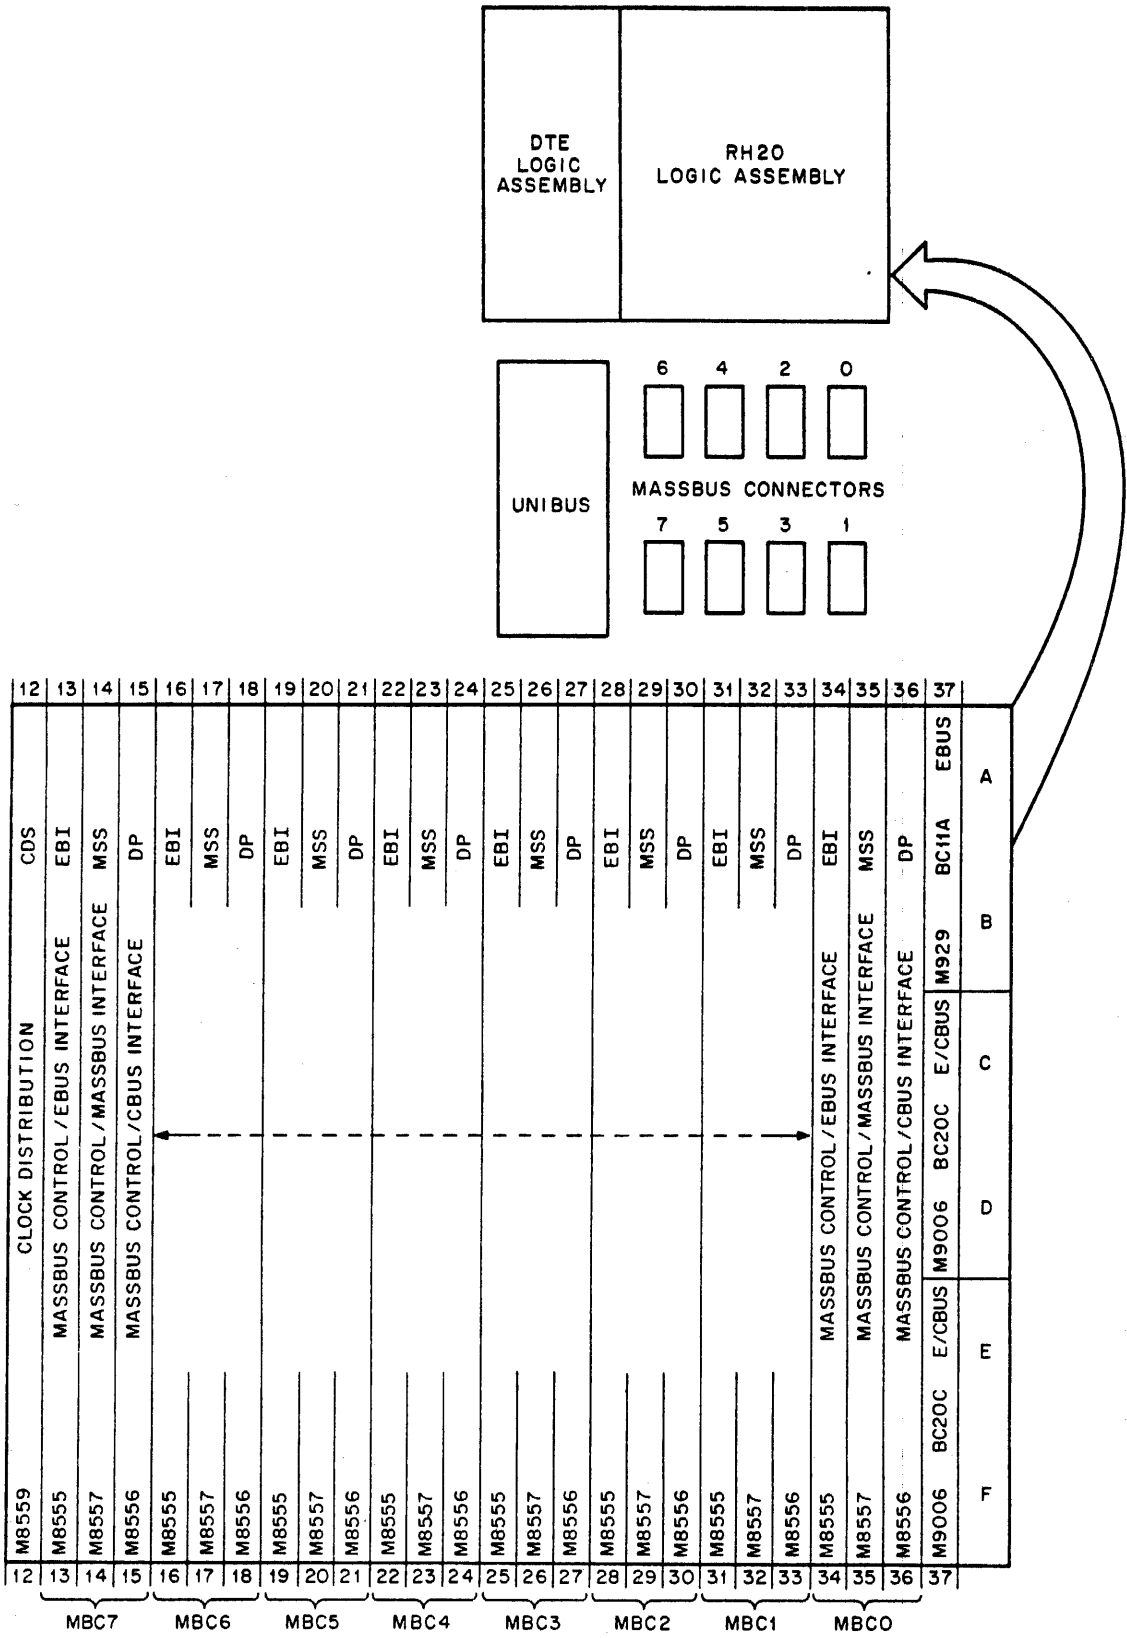 DTE
LOGIC
ASSEMBLY
RH20
LOGIC ASSEMBLY
6 4 2 0
UNIBUS
MASSBUS CONNECTORS
7 5 3 1
12 13 14 15 16 17 18 19 20 21 22 23 24 25 26 27 28 29 30 31 32 33 34 35 36 37
M8559 CLOCK DISTRIBUTION CDS
M8555 MASSBUS CONTROL/EBUS INTERFACE EBI
M8557 MASSBUS CONTROL/MASSBUS INTERFACE MSS
M8556 MASSBUS CONTROL/CBUS INTERFACE DP
M8555 EBI
M8557 MSS
M8556 DP
M8555 EBI
M8557 MSS
M8556 DP
M8555 EBI
M8557 MSS
M8556 DP
M8555 EBI
M8557 MSS
M8556 DP
M8555 EBI
M8557 MSS
M8556 DP
M8555 EBI
M8557 MSS
M8556 DP
M8555 MASSBUS CONTROL/EBUS INTERFACE EBI
M8557 MASSBUS CONTROL/MASSBUS INTERFACE MSS
M8556 MASSBUS CONTROL/CBUS INTERFACE DP
M9006 BC20C E/CBUS
M9006 BC20C E/CBUS
M929 BC11A EBUS
A
B
C
D
E
F
12 13 14 15 16 17 18 19 20 21 22 23 24 25 26 27 28 29 30 31 32 33 34 35 36 37
MBC7 MBC6 MBC5 MBC4 MBC3 MBC2 MBC1 MBC0